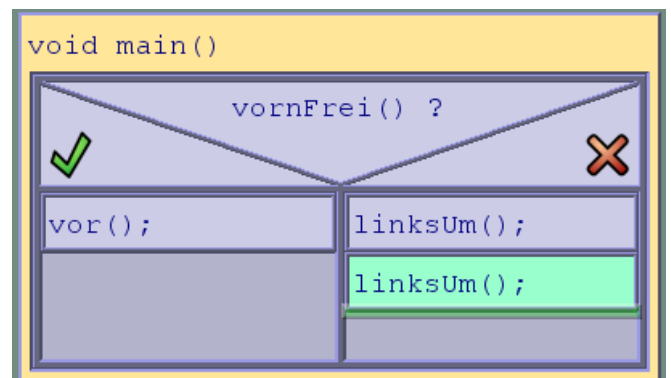 void main()
vornFrei() ?
vor();
linksUm();
linksUm();